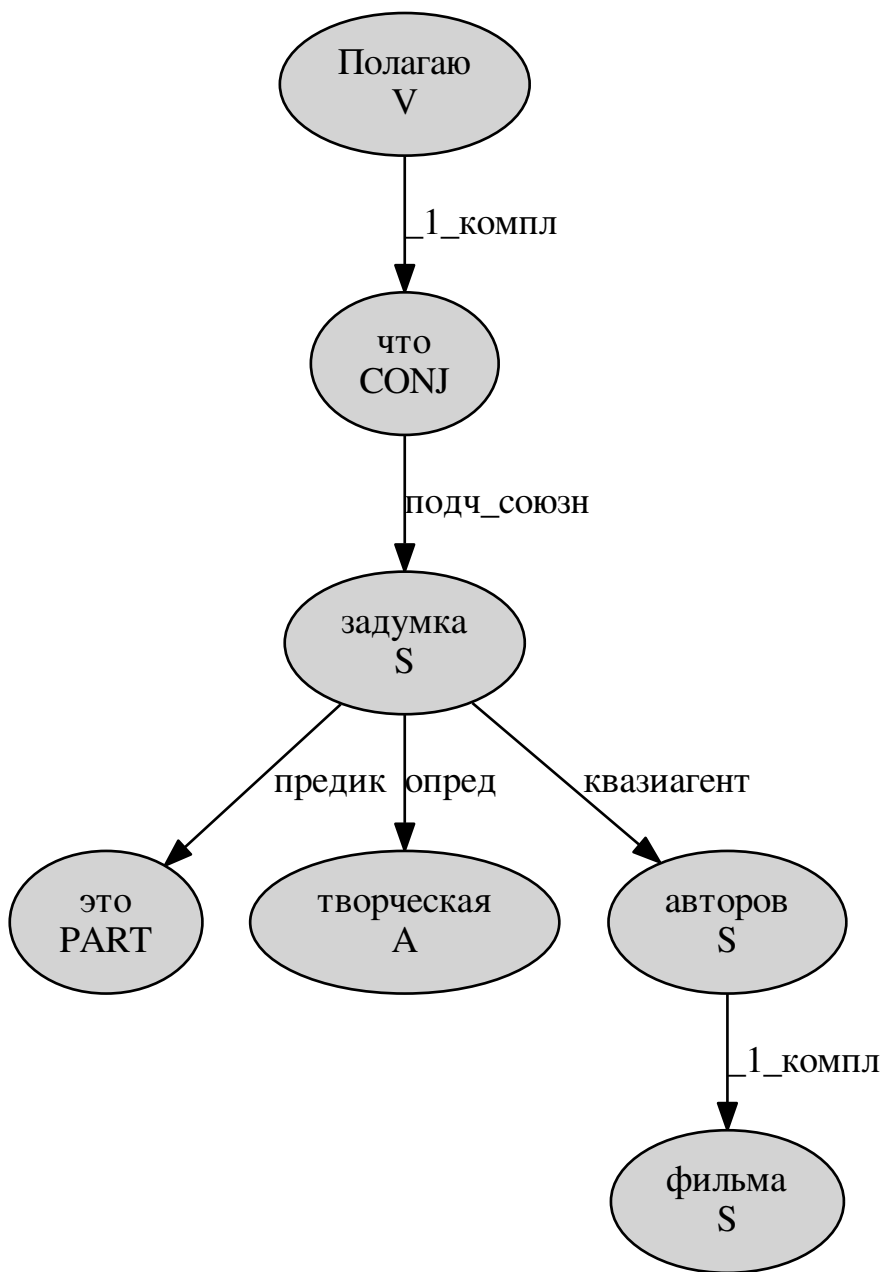 Полагаю
V
_1_компл
что
CONJ
подч_союзн
задумка
S
предик
опред
квазиагент
это
PART
творческая
A
авторов
S
_1_компл
фильма
S